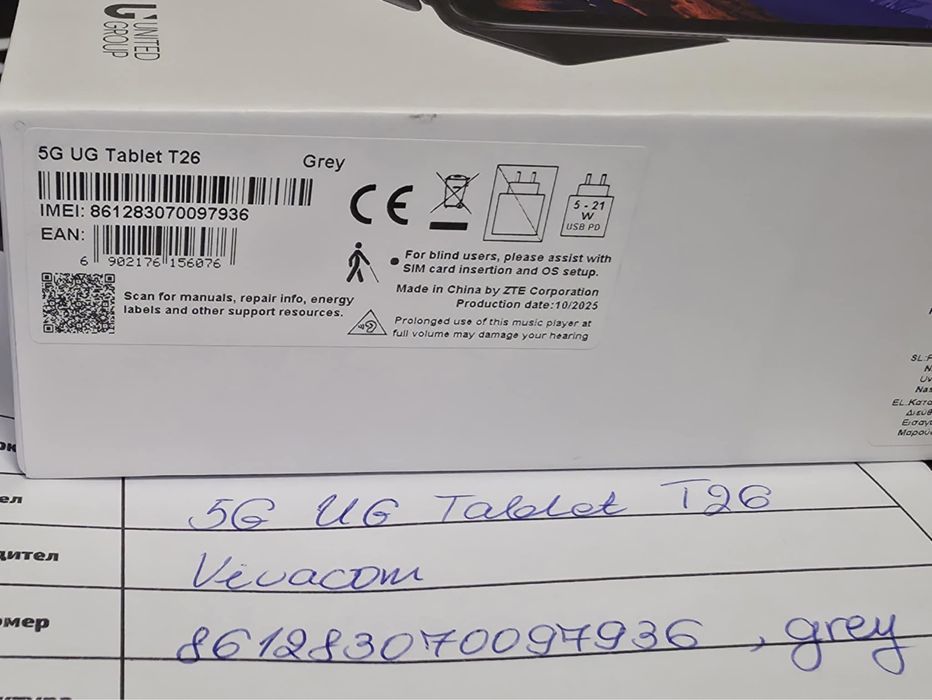 UNITED
GROUP
5G UG Tablet T26 Grey
IMEI: 861283070097936
EAN:
6 902176 156076
CE
5 - 21
W
USB PD
For blind users, please assist with
SIM card insertion and OS setup.
Made in China by ZTE Corporation
Production date:10/2025
Scan for manuals, repair info, energy
labels and other support resources.
Prolonged use of this music player at
full volume may damage your hearing
SL:
EL:
5G UG Tablet T26
Vivacom
861283070097936, grey